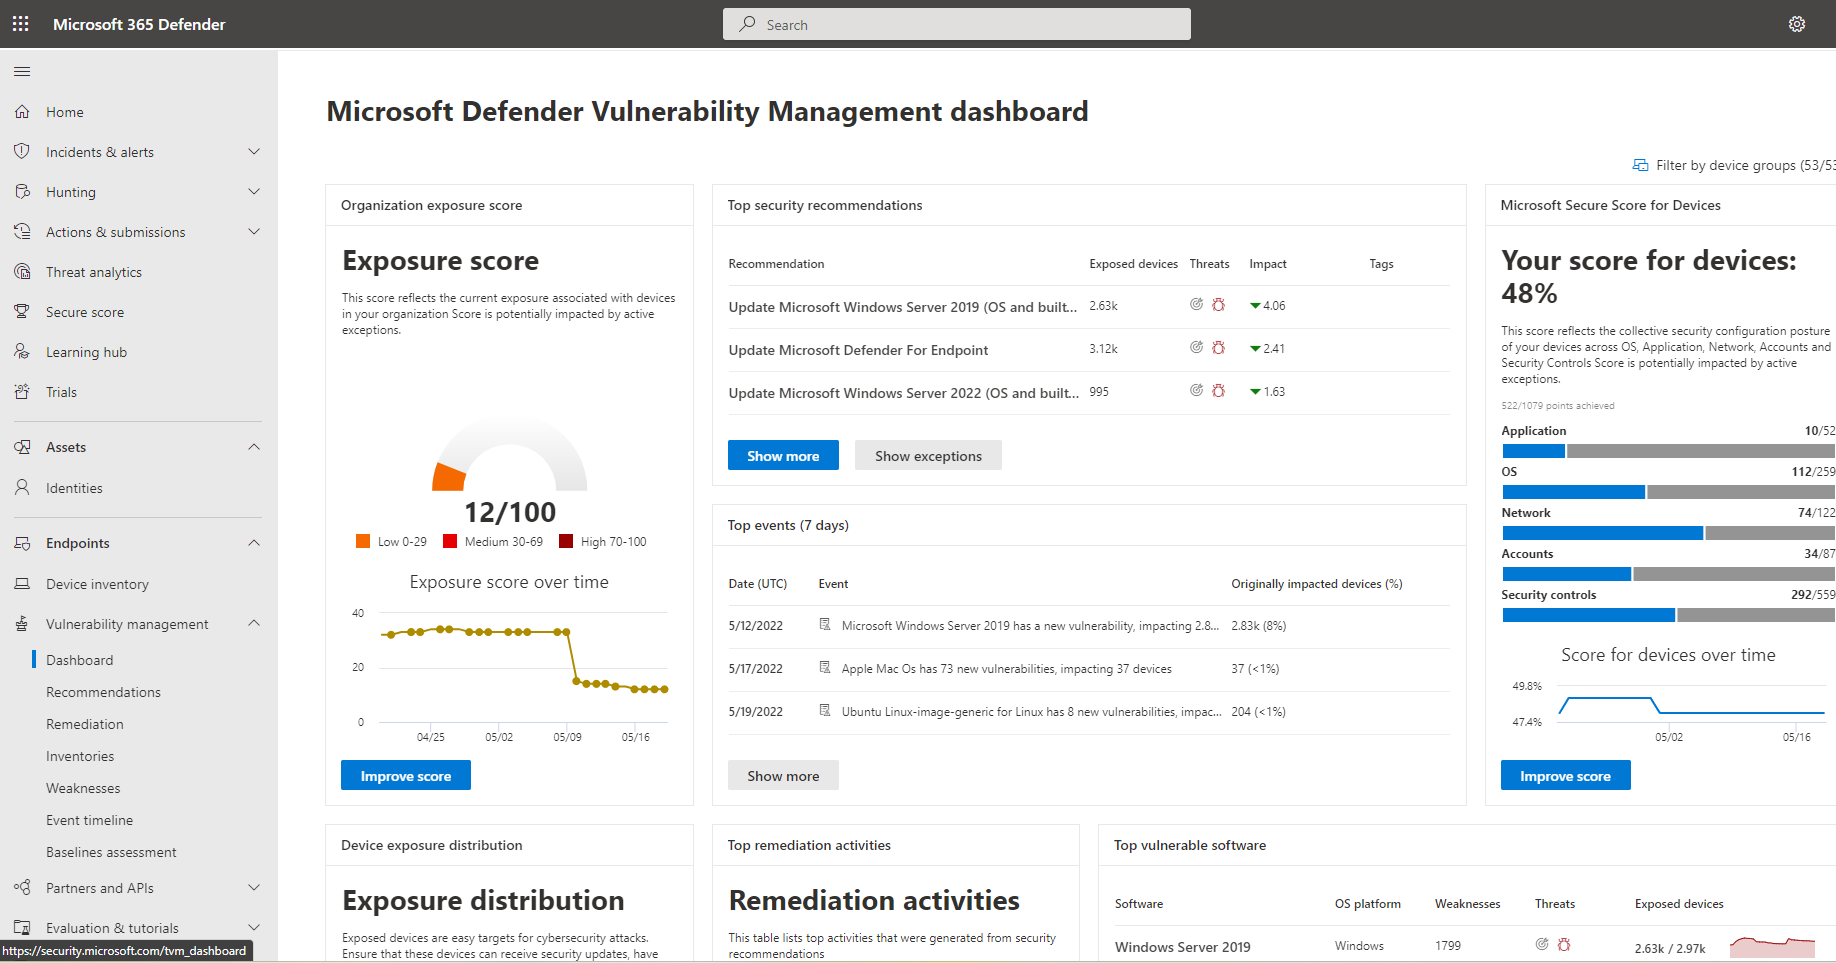 Microsoft 365 Defender
Search
Home
Incidents & alerts
Hunting
Actions & submissions
Threat analytics
Secure score
Learning hub
Trials
Assets
Identities
Endpoints
Device inventory
Vulnerability management
Dashboard
Recommendations
Remediation
Inventories
Weaknesses
Event timeline
Baselines assessment
Partners and APIs
Evaluation & tutorials
https://security.microsoft.com/tvm_dashboard
Microsoft Defender Vulnerability Management dashboard
Filter by device groups (53/53
Organization exposure score
Exposure score
This score reflects the current exposure associated with devices
in your organization Score is potentially impacted by active
exceptions.
12/100
Low 0-29 Medium 30-69 High 70-100
Exposure score over time
40
20
0
04/25 05/02 05/09 05/16
Improve score
Top security recommendations
Recommendation Exposed devices Threats Impact Tags
Update Microsoft Windows Server 2019 (OS and built... 2.63k 4.06
Update Microsoft Defender For Endpoint 3.12k 2.41
Update Microsoft Windows Server 2022 (OS and built... 995 1.63
Show more Show exceptions
Top events (7 days)
Date (UTC) Event Originally impacted devices (%)
5/12/2022 Microsoft Windows Server 2019 has a new vulnerability, impacting 2.8... 2.83k (8%)
5/17/2022 Apple Mac Os has 73 new vulnerabilities, impacting 37 devices 37 (<1%)
5/19/2022 Ubuntu Linux-image-generic for Linux has 8 new vulnerabilities, impac... 204 (<1%)
Show more
Microsoft Secure Score for Devices
Your score for devices:
48%
This score reflects the collective security configuration posture
of your devices across OS, Application, Network, Accounts and
Security Controls Score is potentially impacted by active
exceptions.
522/1079 points achieved
Application 10/52
OS 112/259
Network 74/122
Accounts 34/87
Security controls 292/559
Score for devices over time
49.8%
47.4%
05/02 05/16
Improve score
Device exposure distribution
Exposure distribution
Exposed devices are easy targets for cybersecurity attacks.
Ensure that these devices can receive security updates, have
Top remediation activities
Remediation activities
This table lists top activities that were generated from security
recommendations
Top vulnerable software
Software OS platform Weaknesses Threats Exposed devices
Windows Server 2019 Windows 1799 2.63k / 2.97k